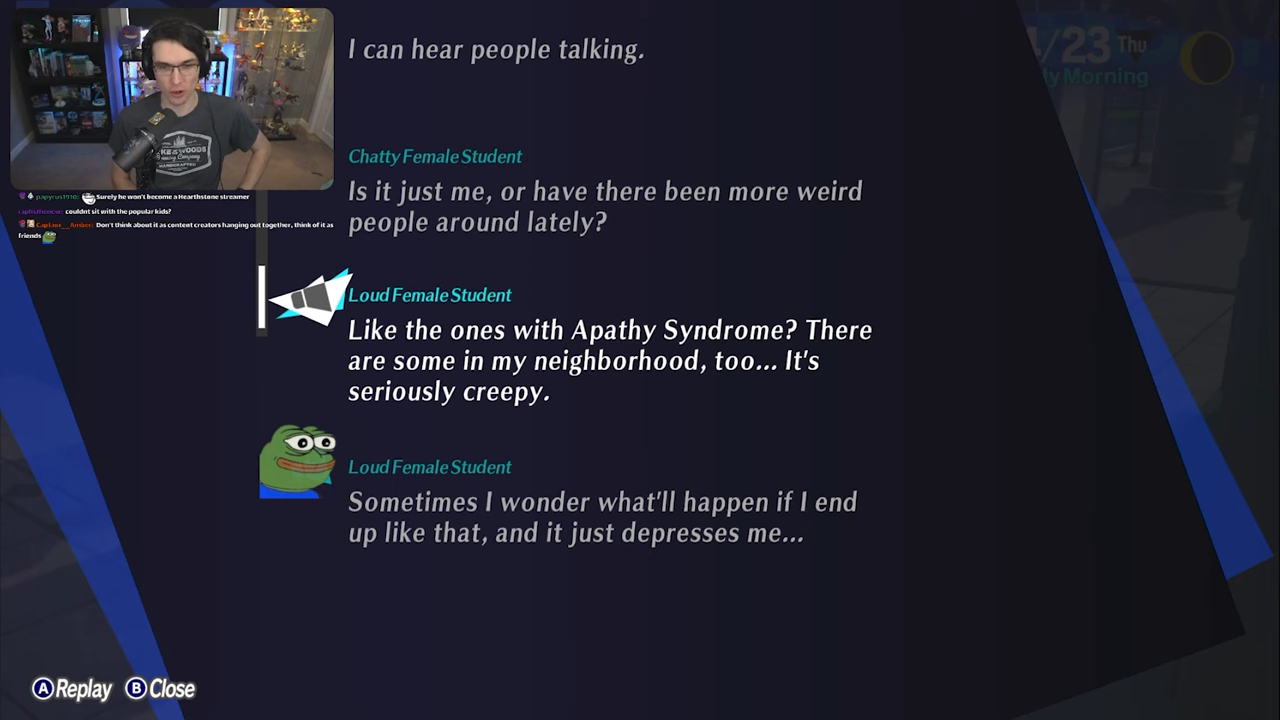 I can hear people talking.
4/23 Thu
ly Morning
Chatty Female Student
Is it just me, or have there been more weird
people around lately?
papyrus1910: Surely he won't become a Hearthstone streamer
couldnt sit with the popular kids?
Don't think about it as content creators hanging out together, think of it as
friends
Loud Female Student
Like the ones with Apathy Syndrome? There
are some in my neighborhood, too... It's
seriously creepy.
Loud Female Student
Sometimes I wonder what'll happen if I end
up like that, and it just depresses me...
A Replay B Close